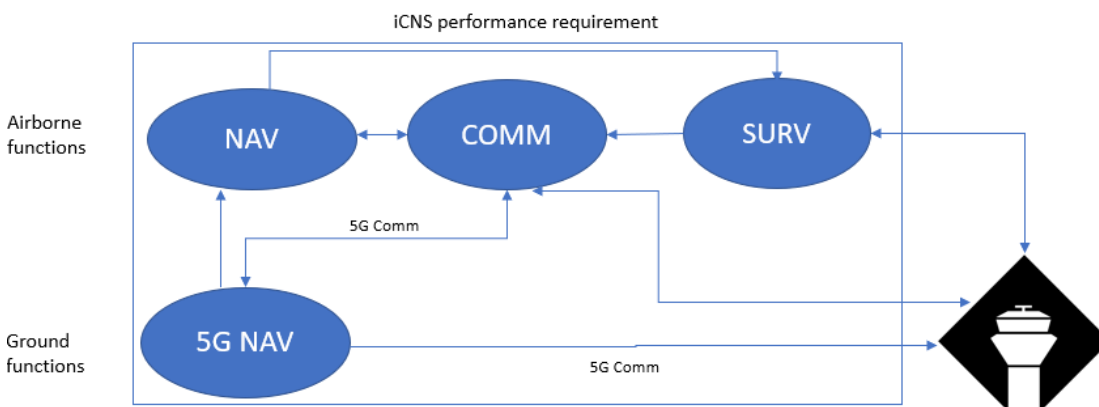 iCNS performance requirement
Airborne
functions
NAV
COMM
SURV
5G Comm
5G NAV
Ground
functions
5G Comm